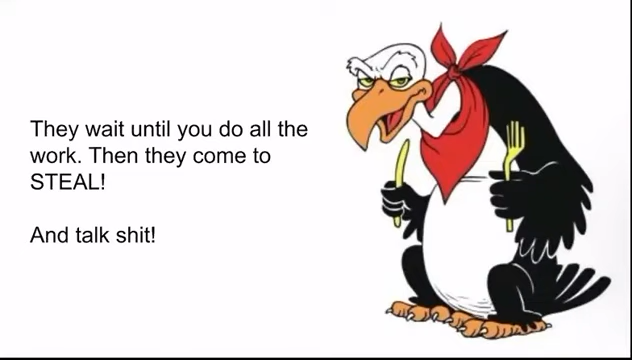 They wait until you do all the
work. Then they come to
STEAL!
And talk shit!